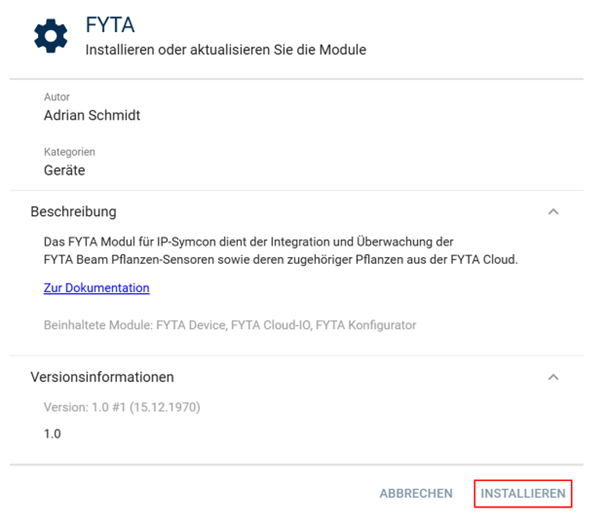 FYTA
Installieren oder aktualisieren Sie die Module
Autor
Adrian Schmidt
Kategorien
Geräte
Beschreibung
Das FYTA Modul für IP-Symcon dient der Integration und Überwachung der
FYTA Beam Pflanzen-Sensoren sowie deren zugehöriger Pflanzen aus der FYTA Cloud.
Zur Dokumentation
Beinhaltete Module: FYTA Device, FYTA Cloud-IO, FYTA Konfigurator
Versionsinformationen
Version: 1.0 #1 (15.12.1970)
1.0
ABBRECHEN INSTALLIEREN